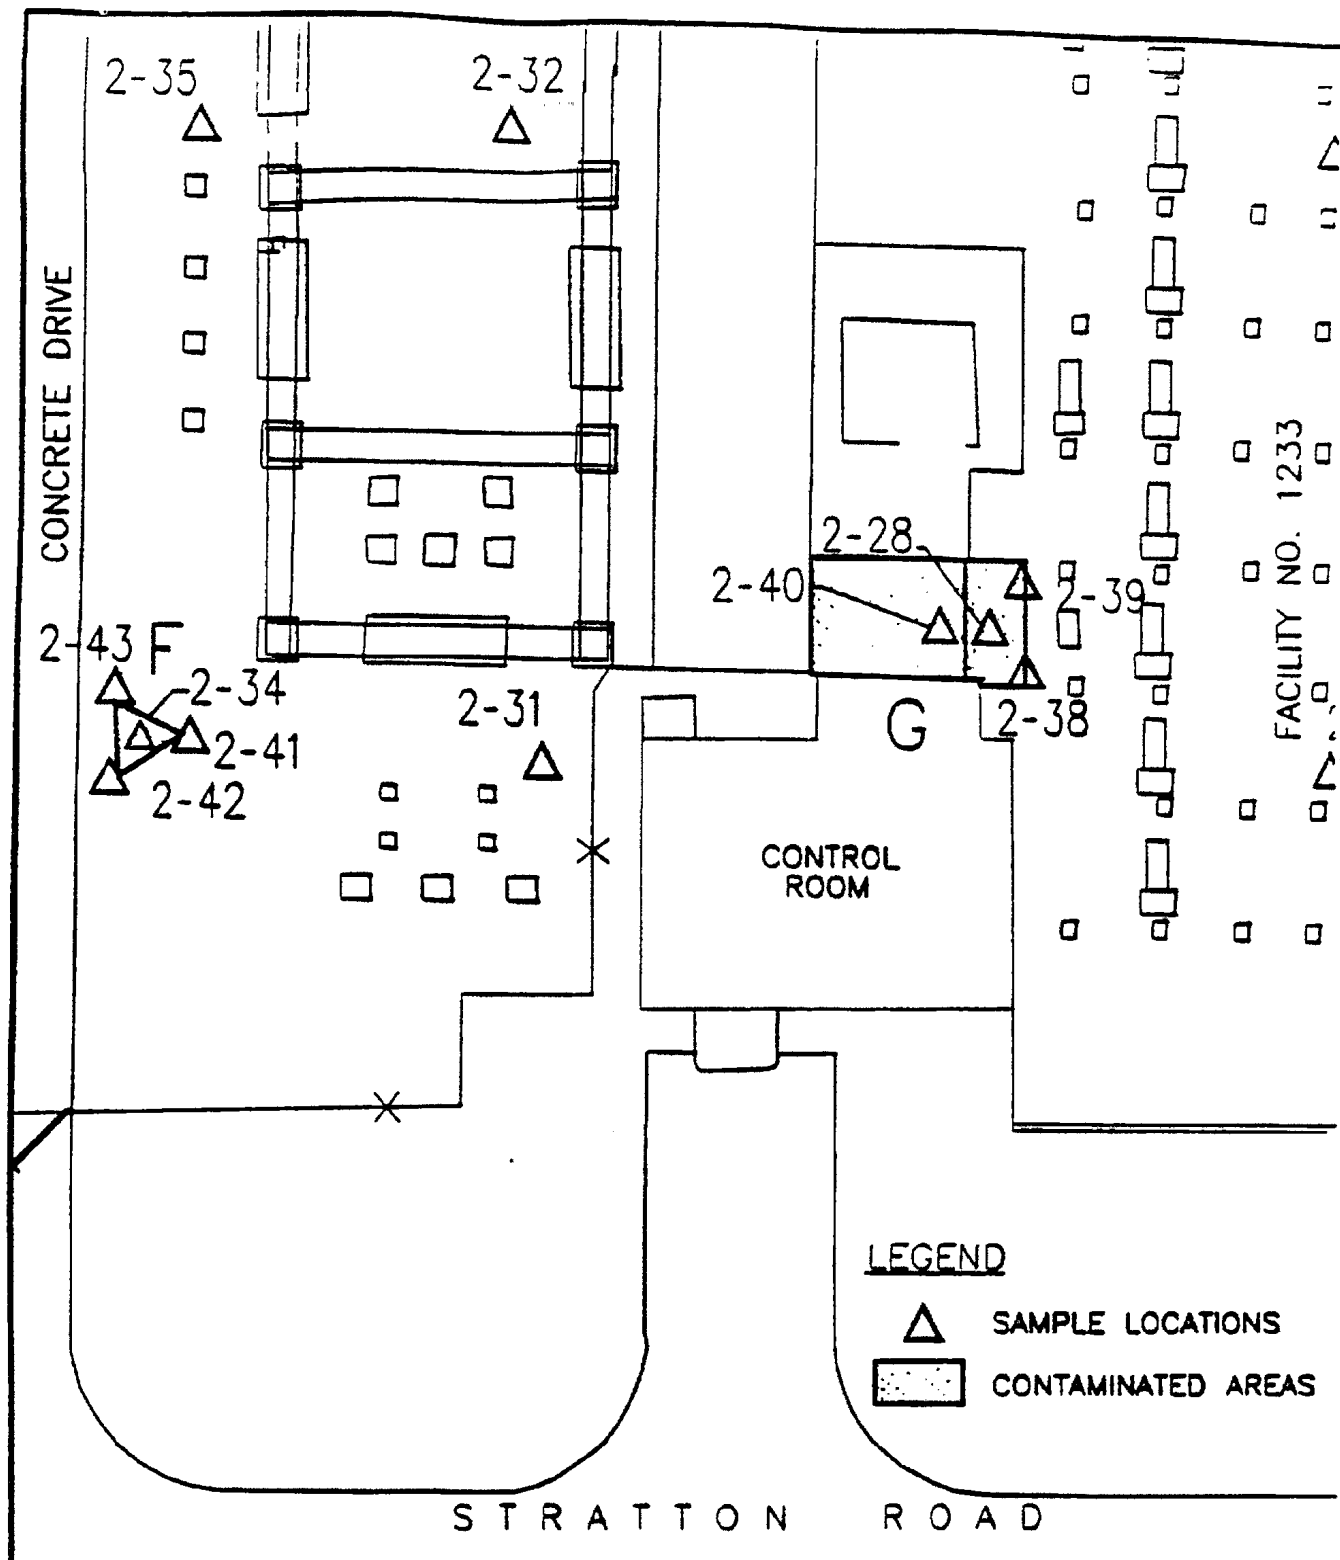 2-35
2-32
CONCRETE DRIVE
FACILITY NO. 1233
2-28
2-40
2-39
2-43
F
2-34
2-31
G
2-38
2-41
2-42
CONTROL
ROOM
LEGEND
SAMPLE LOCATIONS
CONTAMINATED AREAS
STRATTON ROAD